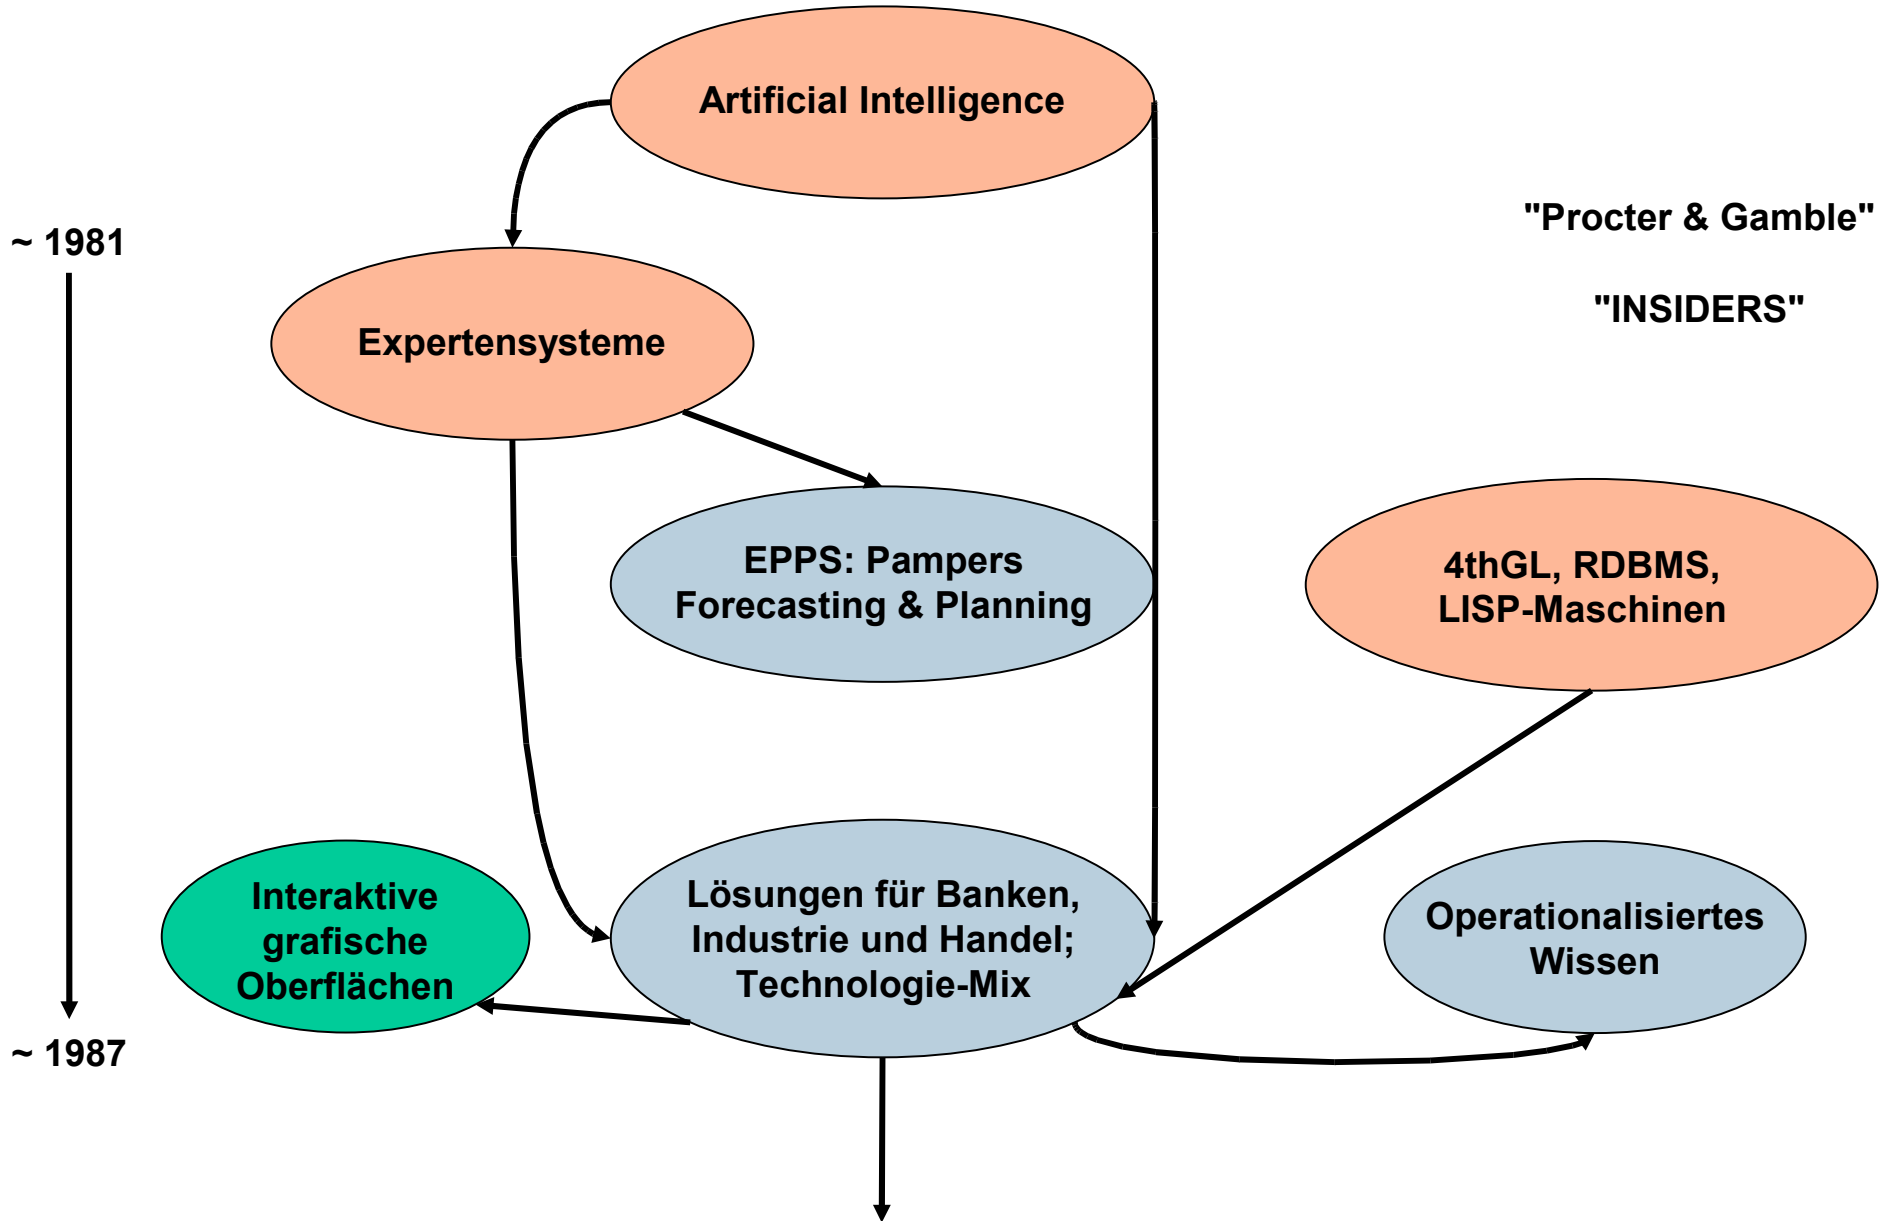 Artificial Intelligence
"Procter & Gamble"
~ 1981
"INSIDERS"
Expertensysteme
EPPS: Pampers
Forecasting & Planning
4thGL, RDBMS,
LISP-Maschinen
Interaktive
grafische
Oberflächen
Lösungen für Banken,
Industrie und Handel;
Technologie-Mix
Operationalisiertes
Wissen
~ 1987